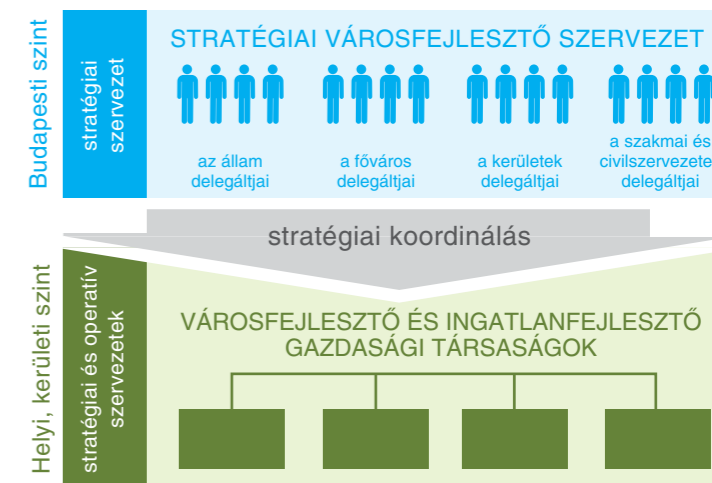 Budapesti szint
stratégiai
szervezet
STRATÉGIAI VÁROSFEJLESZTŐ SZERVEZET
az állam
delegáltjai
a főváros
delegáltjai
a kerületek
delegáltjai
a szakmai és
civilszervezete
delegáltjai
stratégiai koordinálás
Helyi, kerületi szint
stratégiai és operatív
szervezetek
VÁROSFEJLESZTŐ ÉS INGATLANFEJLESZTŐ
GAZDASÁGI TÁRSASÁGOK